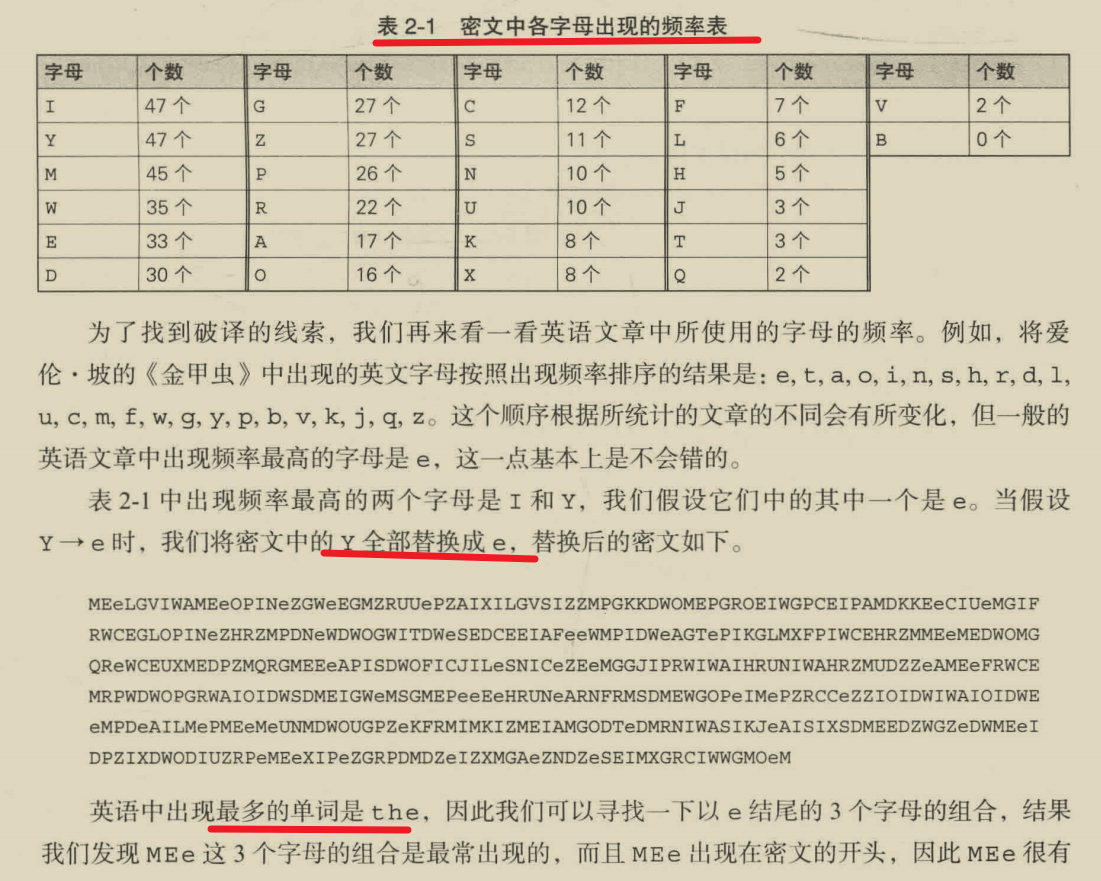 表 2-1 密文中各字母出现的频率表
字母 个数 字母 个数 字母 个数 字母 个数 字母 个数
I 47 个 G 27 个 C 12 个 F 7 个 V 2 个
Y 47 个 Z 27 个 S 11 个 L 6 个 B 0 个
M 45 个 P 26 个 N 10 个 H 5 个
W 35 个 R 22 个 U 10 个 J 3 个
E 33 个 A 17 个 K 8 个 T 3 个
D 30 个 O 16 个 X 8 个 Q 2 个
为了找到破译的线索，我们再来看一看英语文章中所使用的字母的频率。例如，将爱
伦·坡的《金甲虫》中出现的英文字母按照出现频率排序的结果是：e, t, a, o, i, n, s, h, r, d, l,
u, c, m, f, w, g, y, p, b, v, k, j, q, z。这个顺序根据所统计的文章的不同会有所变化，但一般的
英语文章中出现频率最高的字母是 e，这一点基本上是不会错的。
表 2-1 中出现频率最高的两个字母是 I 和 Y，我们假设它们中的其中一个是 e。当假设
Y → e 时，我们将密文中的 Y 全部替换成 e，替换后的密文如下。
MEeLGVIWAMEeOPINeZGWeEGMZRUUePZAIXILGVSIZZMPGKKDWOMEPGROEIWGPCEIPAMDKKEeCIUeMGIF
RWCEGLOPINeZHRZMPDNeWDWOGWITDWeSEDCEEIAFeeWMPIDWeAGTePIKGLMXFPIWCEHRZMMEeMEDWOMG
QReWCEUXMEDPZMQRGMEEeAPISDWOFICJILeSNICeZEeMGGJIPRWIWAIHRUNIWAHRZMUDZZeAMEeFRWCE
MRPWDWOPGRWAIOIDWSDMEIGWeMSGMEPeeEeHRUNeARNFRMSDMEWGOPeIMePZRCCeZZIOIDWIWAIOIDWE
eMPDeAILMePMEeMeUNMDWOUGPZeKFRMIMKIZMEIAMGODTeDMRNIWASIKJeAISIXSDMEEDZWGZeDWMEeI
DPZIXDWODIUZRPeMEeXIPeZGRPDMDZeIZXMGAeZNDZeSEIMXGRCIWWGMOeM
英语中出现最多的单词是 the，因此我们可以寻找一下以 e 结尾的 3 个字母的组合，结果
我们发现 MEe 这 3 个字母的组合是最常出现的，而且 MEe 出现在密文的开头，因此 MEe 很有